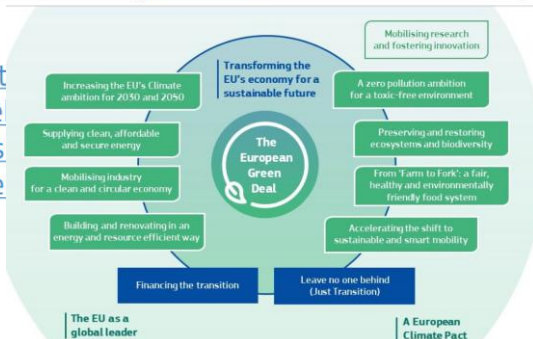 Mobilising research
and fostering innovation
Transforming the
EU's economy for a
sustainable future
Increasing the EU's Climate
ambition for 2030 and 2050
A zero pollution ambition
for a toxic-free environment
Supplying clean, affordable
and secure energy
The
European
Green
Deal
Preserving and restoring
ecosystems and biodiversity
Mobilising industry
for a clean and circular economy
From 'Farm to Fork': a fair,
healthy and environmentally
friendly food system
Building and renovating in an
energy and resource efficient way
Accelerating the shift to
sustainable and smart mobility
Financing the transition
Leave no one behind
(Just Transition)
The EU as a
global leader
A European
Climate Pact